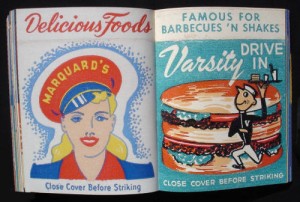 Delicious Foods
MARQUARD'S
Close Cover Before Striking
FAMOUS FOR
BARBECUES 'N SHAKES
Varsity DRIVE
IN
CLOSE COVER BEFORE STRIKING